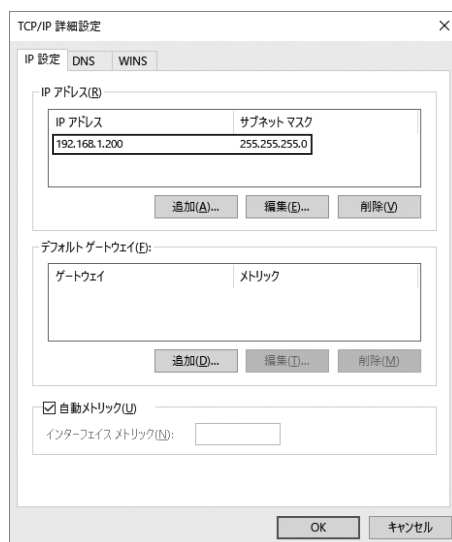 TCP/IP 詳細設定
IP 設定 DNS WINS
IP アドレス(R)
IP アドレス サブネット マスク
192.168.1.200 255.255.255.0
追加(A)... 編集(E)... 削除(V)
デフォルト ゲートウェイ(F):
ゲートウェイ メトリック
追加(D)... 編集(T)... 削除(M)
自動メトリック(U)
インターフェイス メトリック(N):
OK キャンセル